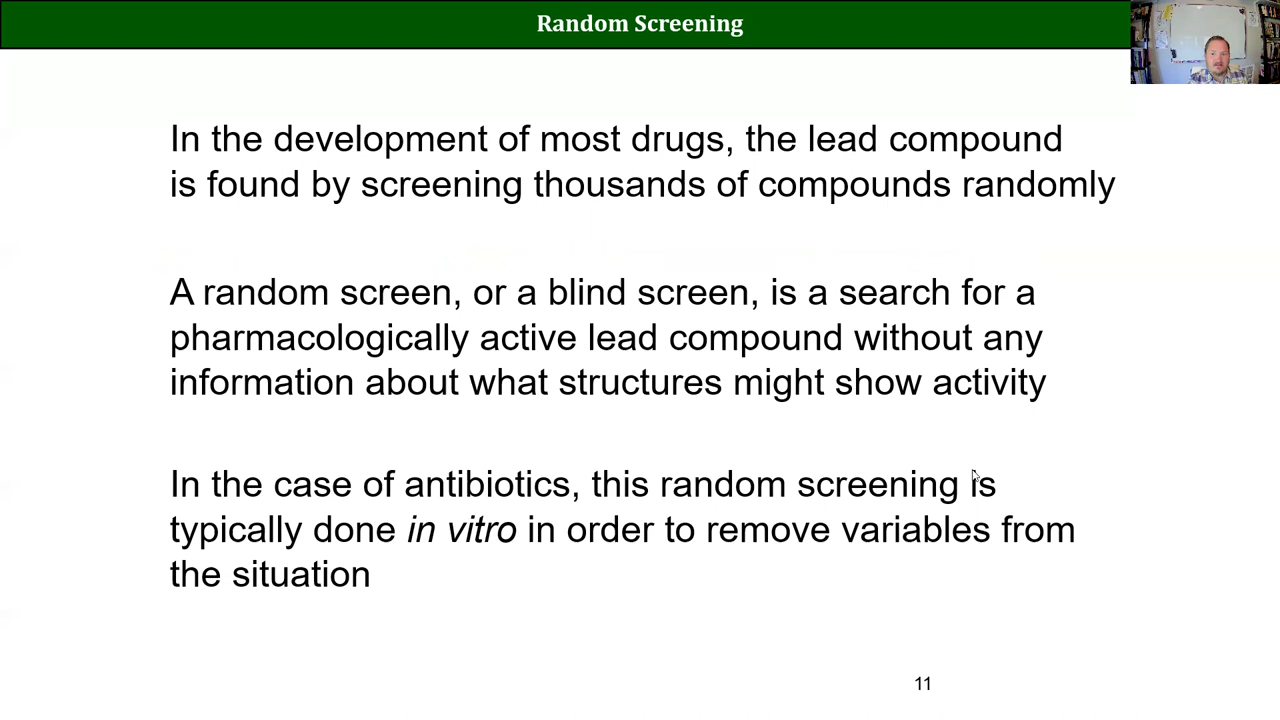 Random Screening
In the development of most drugs, the lead compound
is found by screening thousands of compounds randomly
A random screen, or a blind screen, is a search for a
pharmacologically active lead compound without any
information about what structures might show activity
In the case of antibiotics, this random screening is
typically done in vitro in order to remove variables from
the situation
11